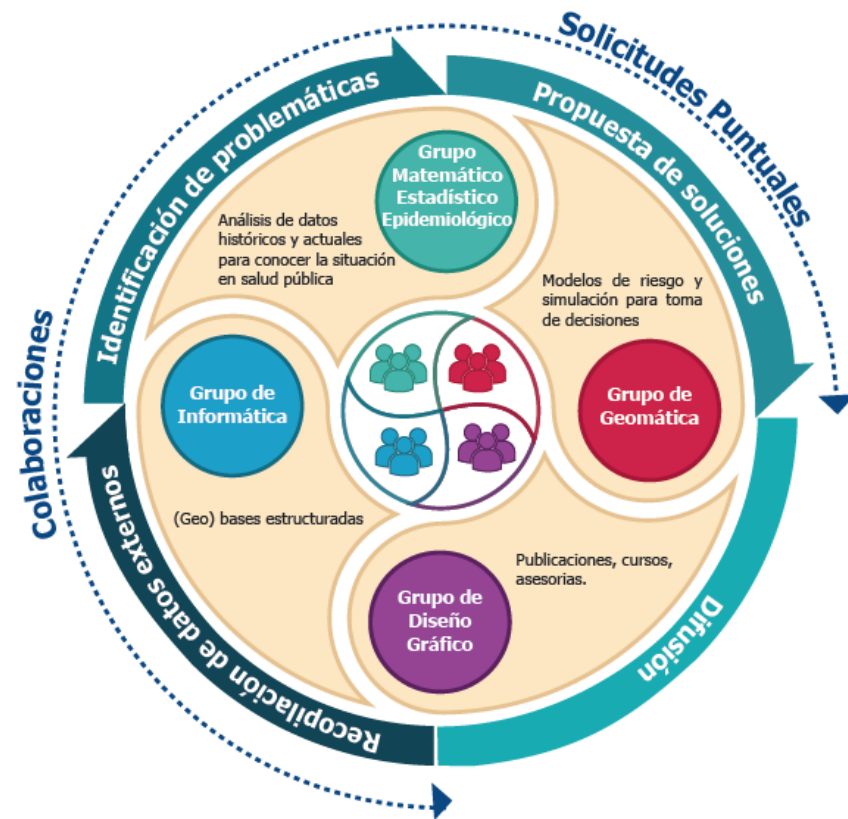 Solicitudes Puntuales
Identificación de problemáticas
Propuesta de soluciones
Grupo
Matemático
Estadístico
Epidemiológico
Análisis de datos
históricos y actuales
para conocer la situación
en salud pública
Modelos de riesgo y
simulación para toma
de decisiones
Colaboraciones
Grupo de
Informática
Grupo de
Geomática
(Geo) bases estructuradas
Publicaciones, cursos,
asesorias.
Grupo de
Diseño
Gráfico
Recopilación de datos externos
Difusión